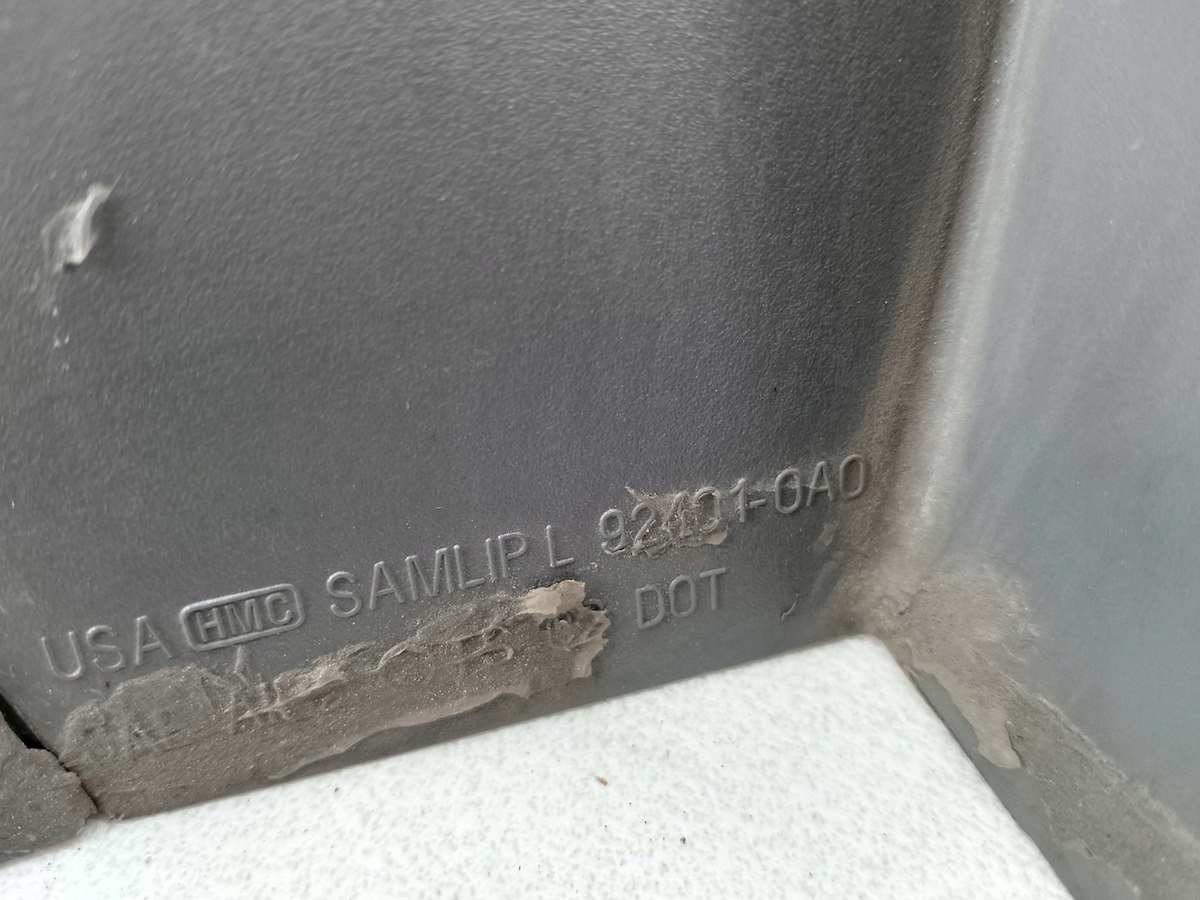 USA HMC SAMLIP L 92401-0A0
DOT